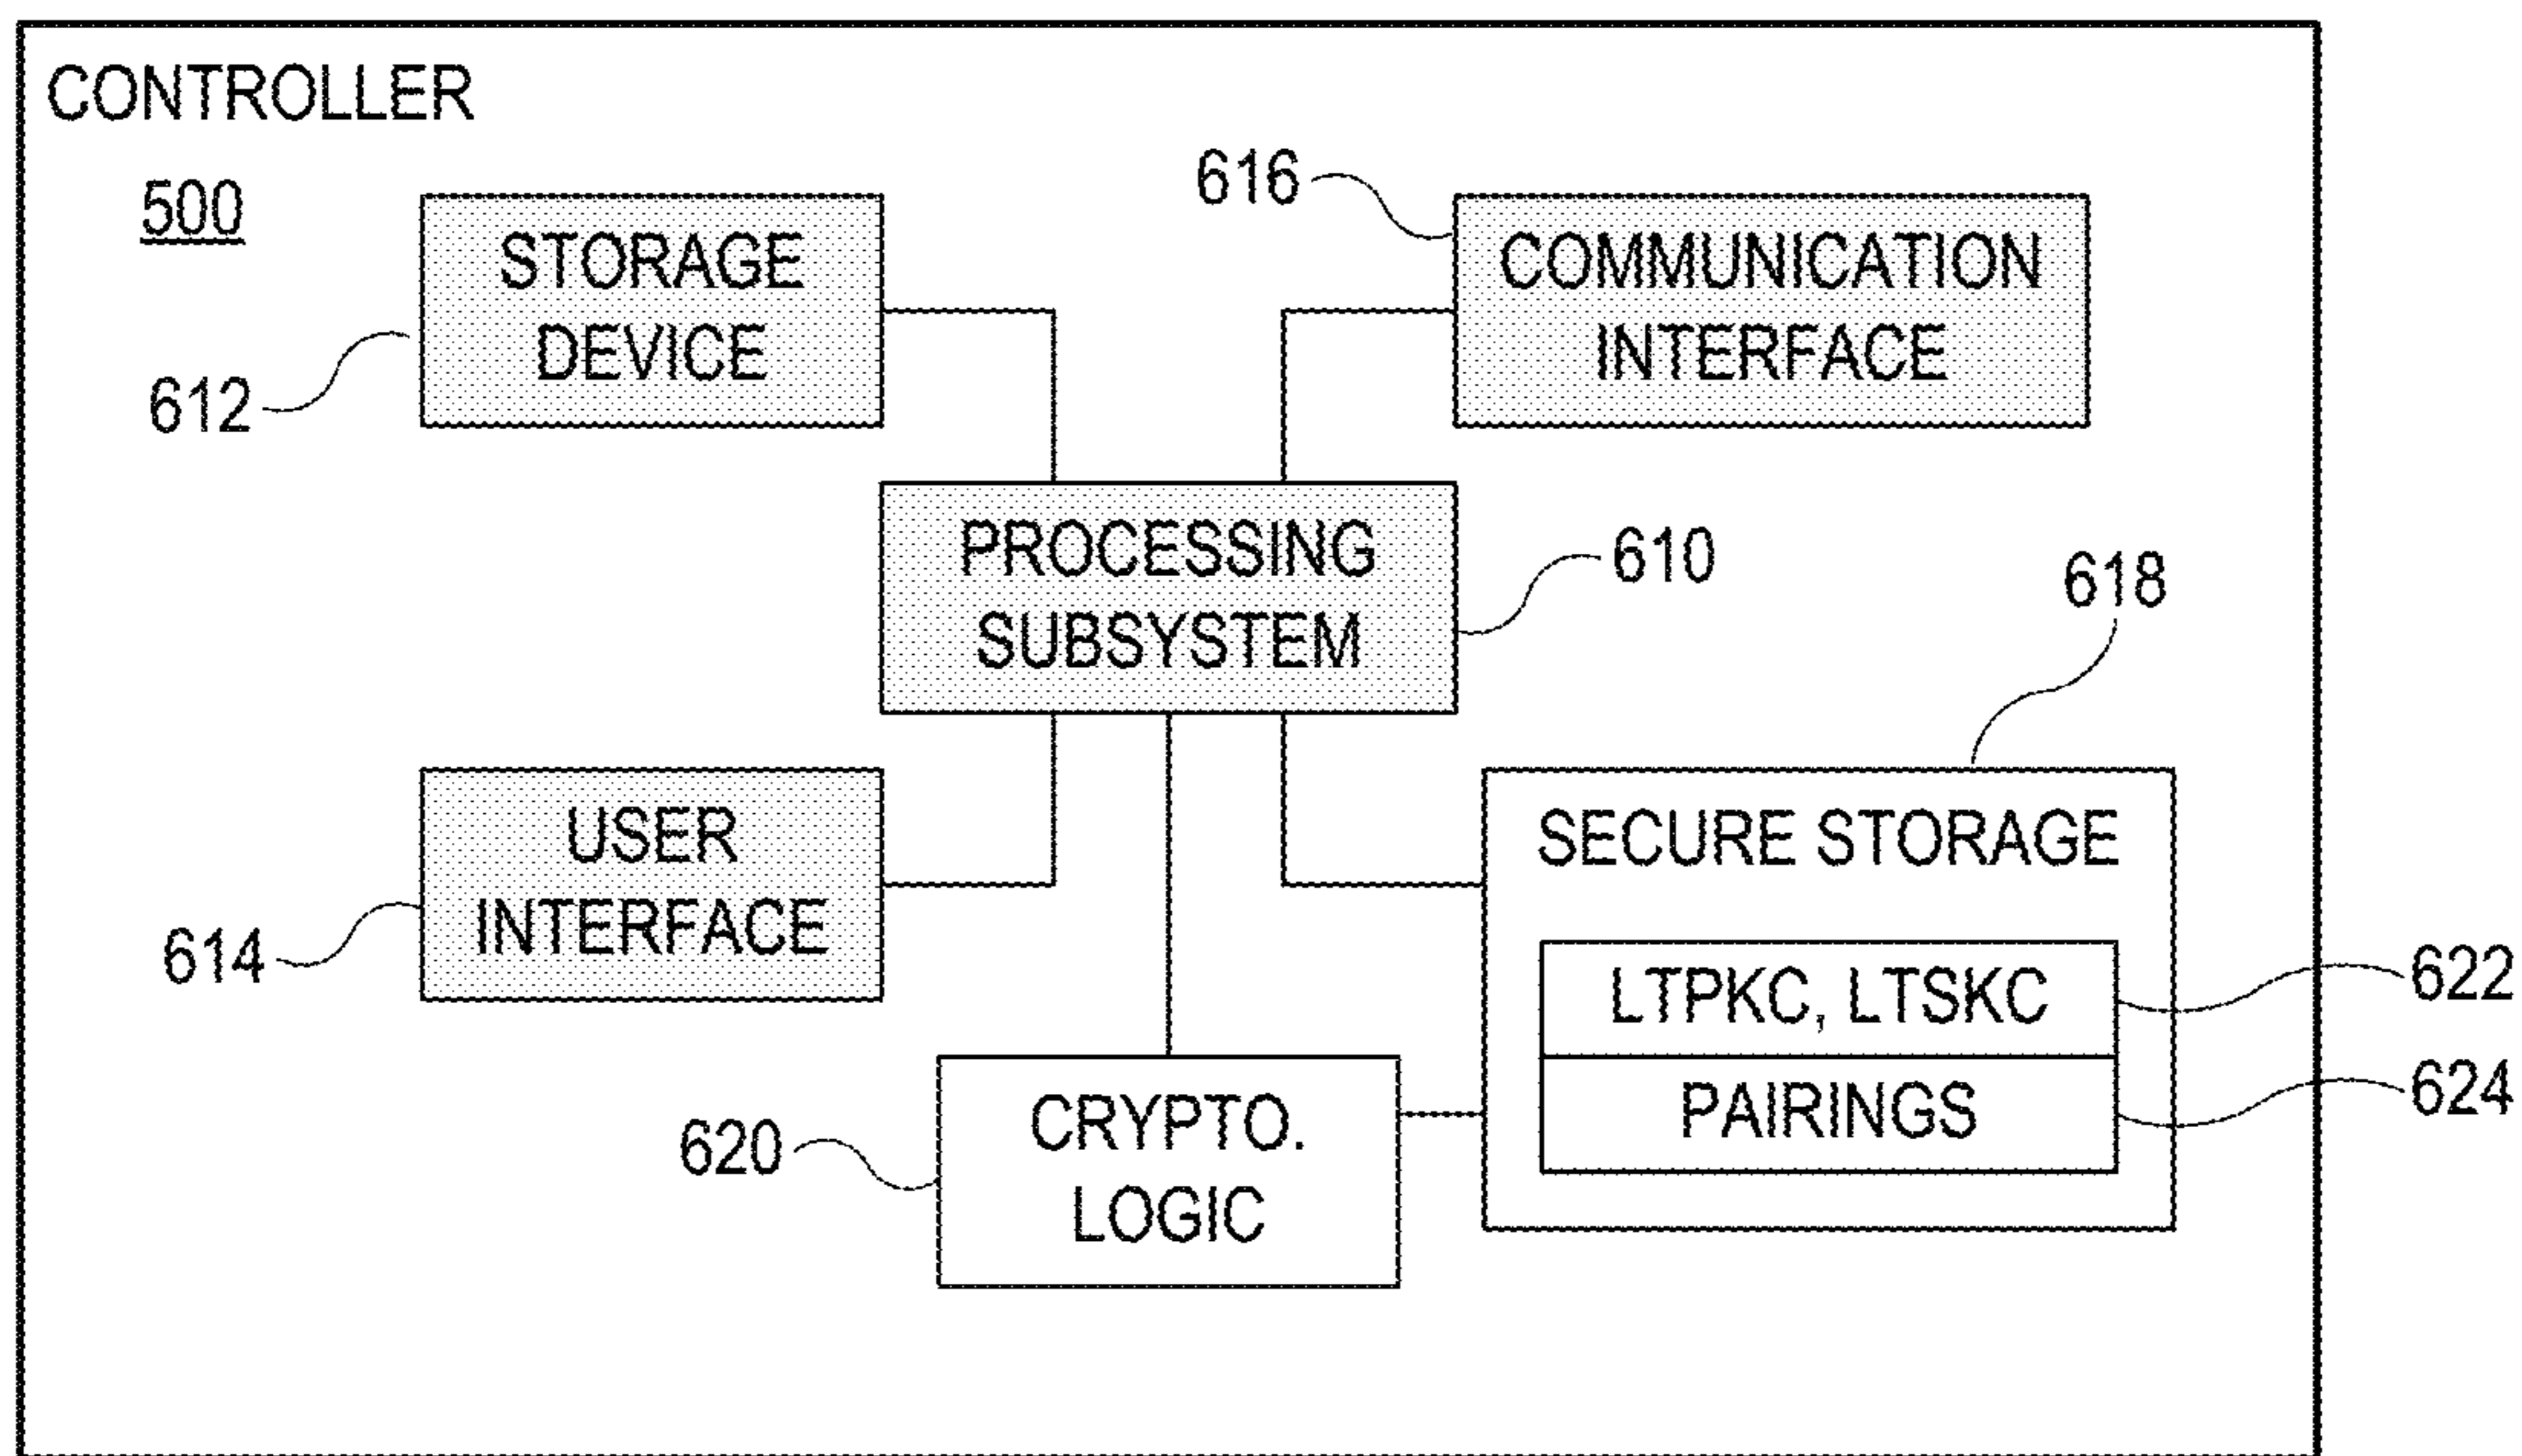 CONTROLLER
500
616
STORAGE
DEVICE
COMMUNICATION
INTERFACE
612
PROCESSING
SUBSYSTEM
610
618
USER
INTERFACE
614
SECURE STORAGE
LTPKC, LTSKC
622
PAIRINGS
624
CRYPTO.
LOGIC
620